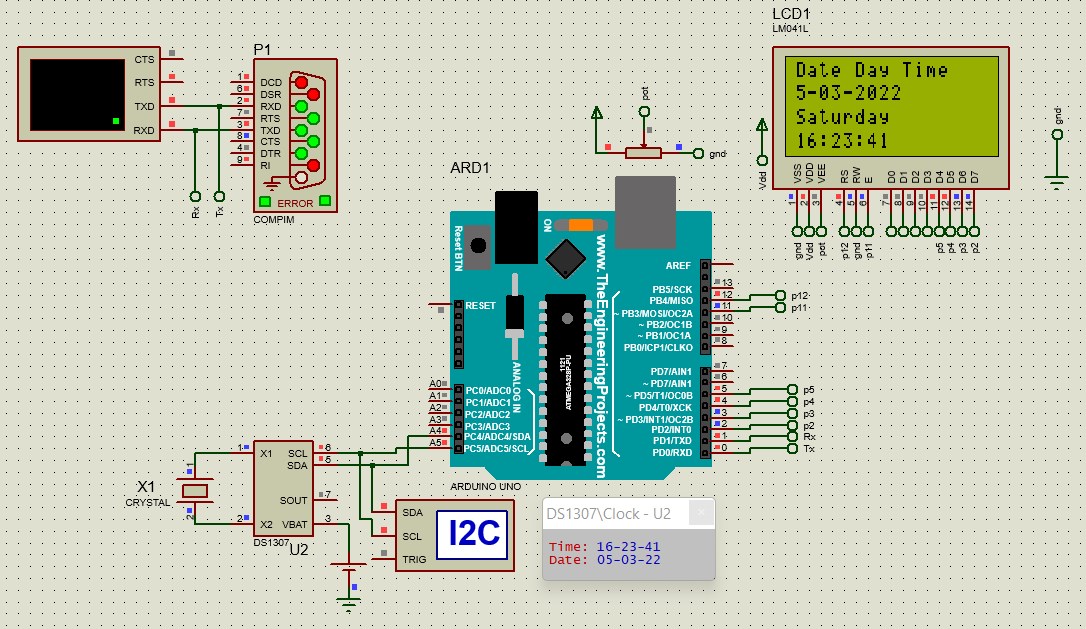 LCD1
LM041L
Date Day Time
5-03-2022
Saturday
16:23:41
VSS
VDD
VEE
RS
RW
E
D0
D1
D2
D3
D4
D5
D6
D7
1
2
3
4
5
6
7
8
9
10
11
12
13
14
gnd
Vdd
pot
p12
gnd
p11
p5
p4
p3
p2
Vdd
gnd
pot
gnd
CTS
RTS
TXD
RXD
Rx
Tx
P1
1
6
2
7
3
8
4
9
DCD
DSR
RXD
RTS
TXD
CTS
DTR
RI
ERROR
COMPIM
ARD1
Reset BTN
ON
www.TheEngineeringProjects.com
ANALOG IN
1121
ATMEGA328P-PU
RESET
AREF
PB5/SCK
PB4/MISO
~ PB3/MOSI/OC2A
~ PB2/OC1B
~ PB1/OC1A
PB0/ICP1/CLKO
PD7/AIN1
~ PD7/AIN1
~ PD5/T1/OC0B
PD4/T0/XCK
~ PD3/INT1/OC2B
PD2/INT0
PD1/TXD
PD0/RXD
13
12
11
10
9
8
7
6
5
4
3
2
1
0
p12
p11
p5
p4
p3
p2
Rx
Tx
A0
A1
A2
A3
A4
A5
PC0/ADC0
PC1/ADC1
PC2/ADC2
PC3/ADC3
PC4/ADC4/SDA
PC5/ADC5/SCL
ARDUINO UNO
X1
CRYSTAL
1
2
1
2
X1
X2
SCL
SDA
SOUT
VBAT
6
5
7
3
DS1307
U2
SDA
SCL
TRIG
I2C
DS1307\Clock - U2
Time: 16-23-41
Date: 05-03-22